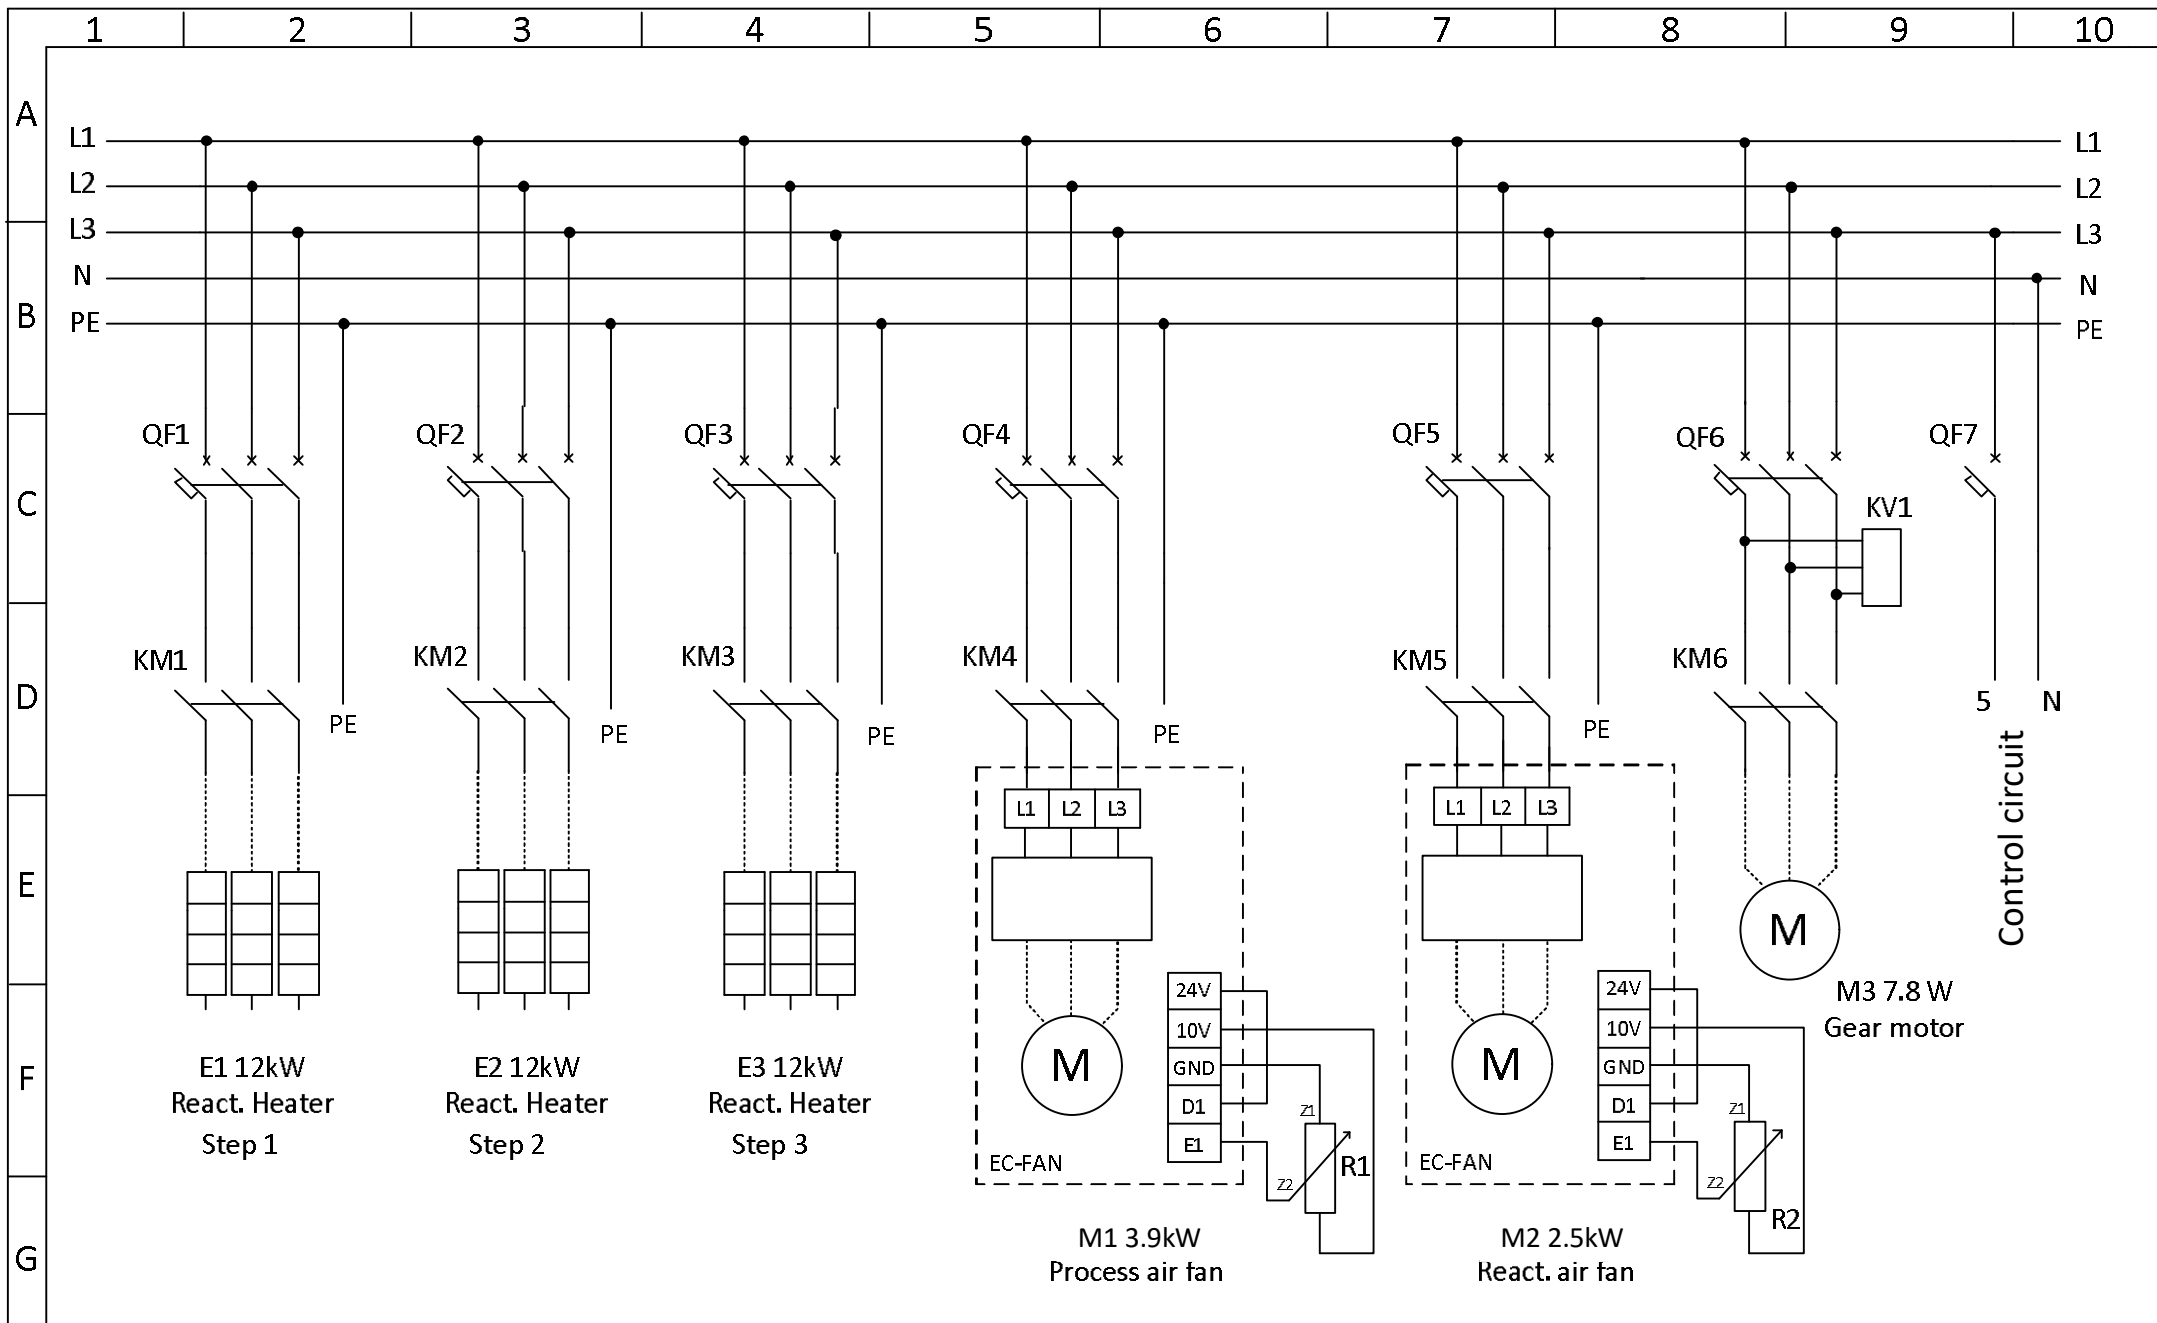 1 2 3 4 5 6 7 8 9 10
A
L1 L1
L2 L2
L3 L3
N N
B
PE PE
QF1 QF2 QF3 QF4 QF5 QF6 QF7
C
KV1
KM1 KM2 KM3 KM4 KM5 KM6
D
PE PE PE PE PE
5 N
Control circuit
L1 L2 L3
L1 L2 L3
E
M
24V
10V
GND
D1
E1
M
Z1
Z2
R1
EC-FAN
24V
10V
GND
D1
E1
M
Z1
Z2
R2
EC-FAN
M3 7.8 W
Gear motor
F
E1 12kW
React. Heater
Step 1
E2 12kW
React. Heater
Step 2
E3 12kW
React. Heater
Step 3
M1 3.9kW
Process air fan
M2 2.5kW
React. air fan
G